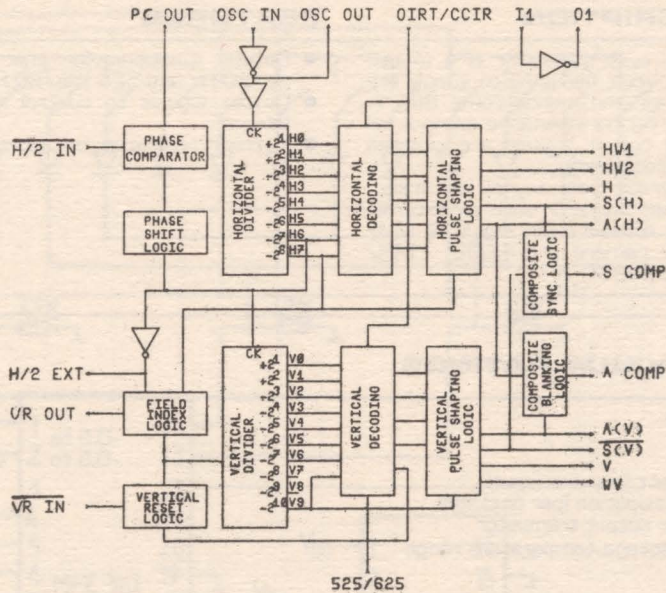 PC OUT OSC IN OSC OUT OIRT/CCIR I1 O1
H/2 IN
PHASE
COMPARATOR
PHASE
SHIFT
LOGIC
CK
HORIZONTAL
DIVIDER
H0
H1
H2
H3
H4
H5
H6
H7
HORIZONTAL
DECODING
HORIZONTAL
PULSE SHAPING
LOGIC
HW1
HW2
H
S(H)
A(H)
COMPOSITE
SYNC LOGIC
S COMP
H/2 EXT
VR OUT
FIELD
INDEX
LOGIC
VR IN
VERTICAL
RESET
LOGIC
CK
VERTICAL
DIVIDER
V0
V1
V2
V3
V4
V5
V6
V7
V8
V9
VERTICAL
DECODING
VERTICAL
PULSE SHAPING
LOGIC
COMPOSITE
BLANKING
LOGIC
A COMP
A(V)
S(V)
V
WV
525/625